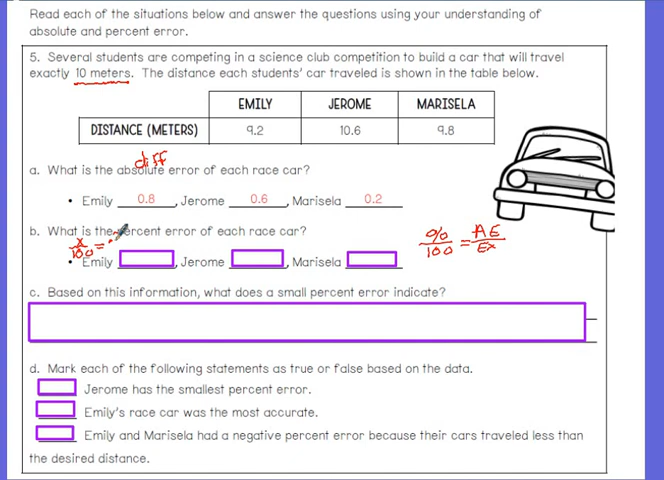 Read each of the situations below and answer the questions using your understanding of
absolute and percent error.
5. Several students are competing in a science club competition to build a car that will travel
exactly 10 meters. The distance each students' car traveled is shown in the table below.
EMILY JEROME MARISELA
DISTANCE (METERS) 9.2 10.6 9.8
diff
a. What is the absolute error of each race car?
• Emily 0.8, Jerome 0.6, Marisela 0.2
b. What is the percent error of each race car?
x/100 = .
% / 100 = AE / Ex
• Emily , Jerome , Marisela
c. Based on this information, what does a small percent error indicate?
d. Mark each of the following statements as true or false based on the data.
Jerome has the smallest percent error.
Emily's race car was the most accurate.
Emily and Marisela had a negative percent error because their cars traveled less than
the desired distance.